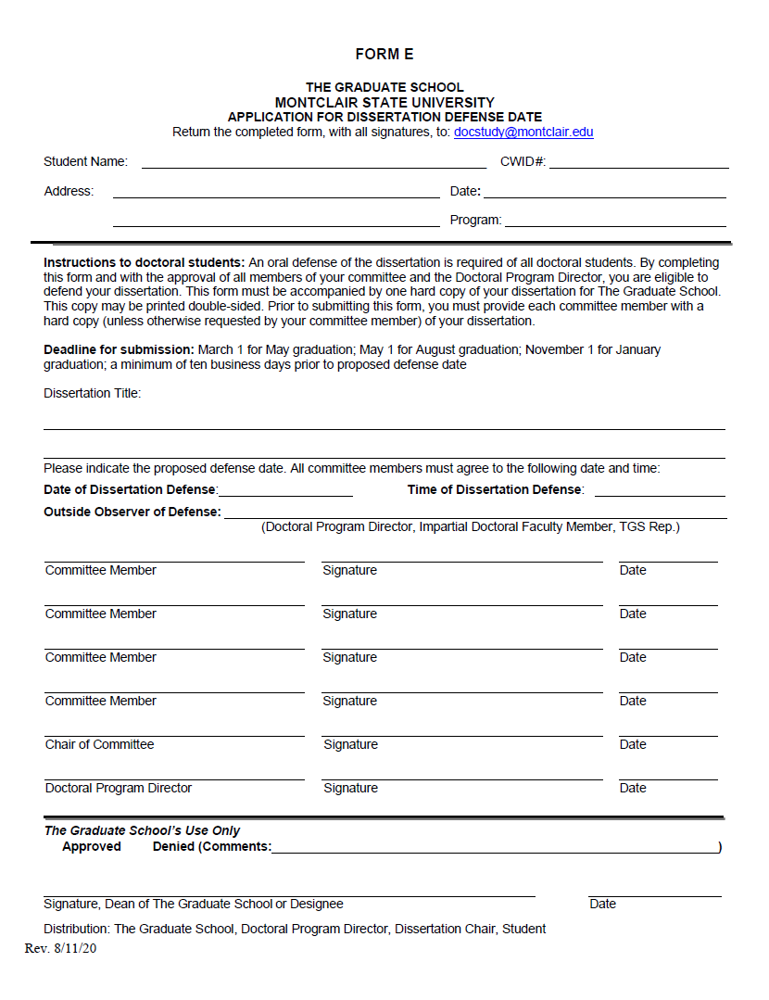 FORM E
THE GRADUATE SCHOOL
MONTCLAIR STATE UNIVERSITY
APPLICATION FOR DISSERTATION DEFENSE DATE
Return the completed form, with all signatures, to: docstudy@montclair.edu
Student Name: CWID#:
Address: Date:
Program:
Instructions to doctoral students: An oral defense of the dissertation is required of all doctoral students. By completing
this form and with the approval of all members of your committee and the Doctoral Program Director, you are eligible to
defend your dissertation. This form must be accompanied by one hard copy of your dissertation for The Graduate School.
This copy may be printed double-sided. Prior to submitting this form, you must provide each committee member with a
hard copy (unless otherwise requested by your committee member) of your dissertation.
Deadline for submission: March 1 for May graduation; May 1 for August graduation; November 1 for January
graduation; a minimum of ten business days prior to proposed defense date
Dissertation Title:
Please indicate the proposed defense date. All committee members must agree to the following date and time:
Date of Dissertation Defense: Time of Dissertation Defense:
Outside Observer of Defense:
(Doctoral Program Director, Impartial Doctoral Faculty Member, TGS Rep.)
Committee Member Signature Date
Committee Member Signature Date
Committee Member Signature Date
Committee Member Signature Date
Chair of Committee Signature Date
Doctoral Program Director Signature Date
The Graduate School's Use Only
Approved Denied (Comments: )
Signature, Dean of The Graduate School or Designee Date
Distribution: The Graduate School, Doctoral Program Director, Dissertation Chair, Student
Rev. 8/11/20